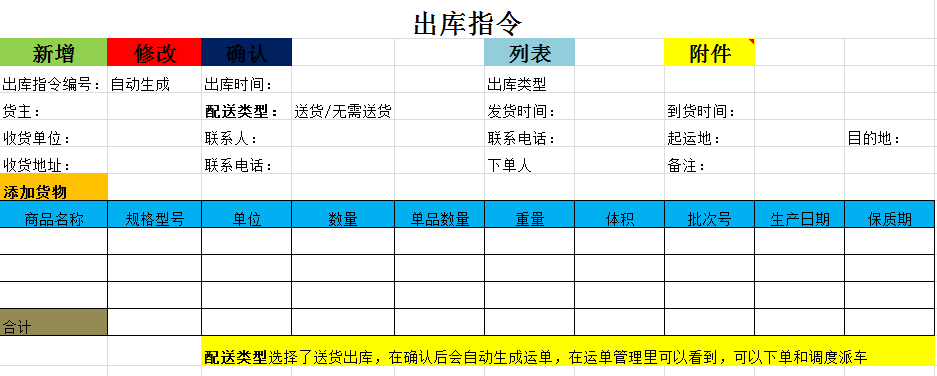 出库指令
新增 修改 确认 列表 附件
出库指令编号： 自动生成 出库时间： 出库类型
货主： 配送类型： 送货/无需送货 发货时间： 到货时间：
收货单位： 联系人： 联系电话： 起运地： 目的地：
收货地址： 联系电话： 下单人 备注：
添加货物
商品名称 规格型号 单位 数量 单品数量 重量 体积 批次号 生产日期 保质期
合计
配送类型选择了送货出库，在确认后会自动生成运单，在运单管理里可以看到，可以下单和调度派车